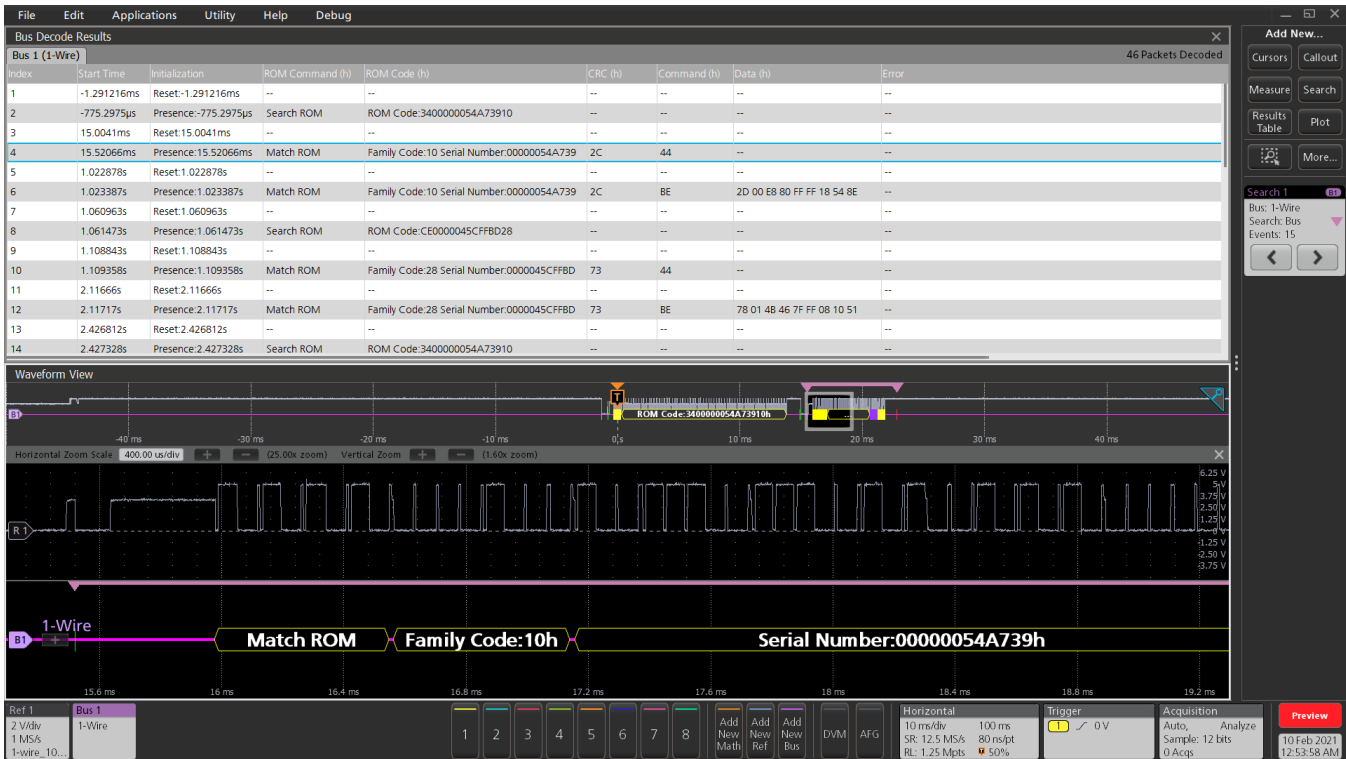 File Edit Applications Utility Help Debug
Bus Decode Results
Bus 1 (1-Wire) 46 Packets Decoded
Index Start Time Initialization ROM Command (h) ROM Code (h) CRC (h) Command (h) Data (h) Error
1 -1.291216ms Reset:-1.291216ms -- -- -- -- -- --
2 -775.2975µs Presence:-775.2975µs Search ROM ROM Code:3400000054A73910 -- -- -- --
3 15.0041ms Reset:15.0041ms -- -- -- -- -- --
4 15.52066ms Presence:15.52066ms Match ROM Family Code:10 Serial Number:00000054A739 2C 44 -- --
5 1.022878s Reset:1.022878s -- -- -- -- -- --
6 1.023387s Presence:1.023387s Match ROM Family Code:10 Serial Number:00000054A739 2C BE 2D 00 E8 80 FF FF 18 54 8E --
7 1.060963s Reset:1.060963s -- -- -- -- -- --
8 1.061473s Presence:1.061473s Search ROM ROM Code:CE0000045CFFBD28 -- -- -- --
9 1.108843s Reset:1.108843s -- -- -- -- -- --
10 1.109358s Presence:1.109358s Match ROM Family Code:28 Serial Number:0000045CFFBD 73 44 -- --
11 2.11666s Reset:2.11666s -- -- -- -- -- --
12 2.11717s Presence:2.11717s Match ROM Family Code:28 Serial Number:0000045CFFBD 73 BE 78 01 4B 46 7F FF 08 10 51 --
13 2.426812s Reset:2.426812s -- -- -- -- -- --
14 2.427328s Presence:2.427328s Search ROM ROM Code:3400000054A73910 -- -- -- --
Waveform View
T
B1
ROM Code:3400000054A73910h ...
-40 ms -30 ms -20 ms -10 ms 0 s 10 ms 20 ms 30 ms 40 ms
Horizontal Zoom Scale 400.00 us/div + − (25.00x zoom) Vertical Zoom + − (1.60x zoom)
6.25 V
5 V
3.75 V
2.50 V
1.25 V
R 1 0 V
-1.25 V
-2.50 V
-3.75 V
1-Wire
B1 + Match ROM Family Code:10h Serial Number:00000054A739h
15.6 ms 16 ms 16.4 ms 16.8 ms 17.2 ms 17.6 ms 18 ms 18.4 ms 18.8 ms 19.2 ms
Add New...
Cursors Callout
Measure Search
Results Table Plot
More...
Search 1 B1
Bus: 1-Wire
Search: Bus
Events: 15
Ref 1
2 V/div
1 MS/s
1-wire_10...
Bus 1
1-Wire
1 2 3 4 5 6 7 8
Add New Math
Add New Ref
Add New Bus
DVM AFG
Horizontal
10 ms/div 100 ms
SR: 12.5 MS/s 80 ns/pt
RL: 1.25 Mpts 50%
Trigger
1 0 V
Acquisition
Auto, Analyze
Sample: 12 bits
0 Acqs
Preview
10 Feb 2021
12:53:58 AM